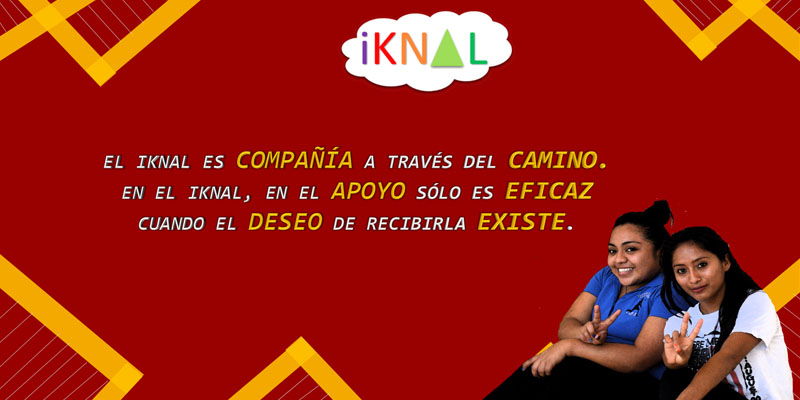 iKNAL
EL IKNAL ES COMPAÑÍA A TRAVÉS DEL CAMINO.
EN EL IKNAL, EN EL APOYO SÓLO ES EFICAZ
CUANDO EL DESEO DE RECIBIRLA EXISTE.